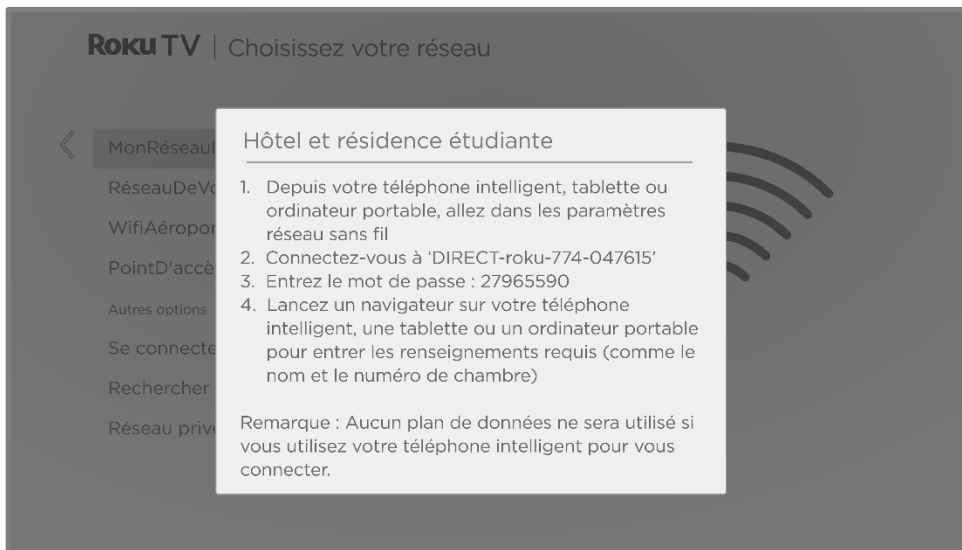 Roku TV | Choisissez votre réseau
Hôtel et résidence étudiante
1. Depuis votre téléphone intelligent, tablette ou
ordinateur portable, allez dans les paramètres
réseau sans fil
2. Connectez-vous à ‘DIRECT-roku-774-047615’
3. Entrez le mot de passe : 27965590
4. Lancez un navigateur sur votre téléphone
intelligent, une tablette ou un ordinateur portable
pour entrer les renseignements requis (comme le
nom et le numéro de chambre)
Remarque : Aucun plan de données ne sera utilisé si
vous utilisez votre téléphone intelligent pour vous
connecter.
Autres options
Se
Rechercher
Réseau